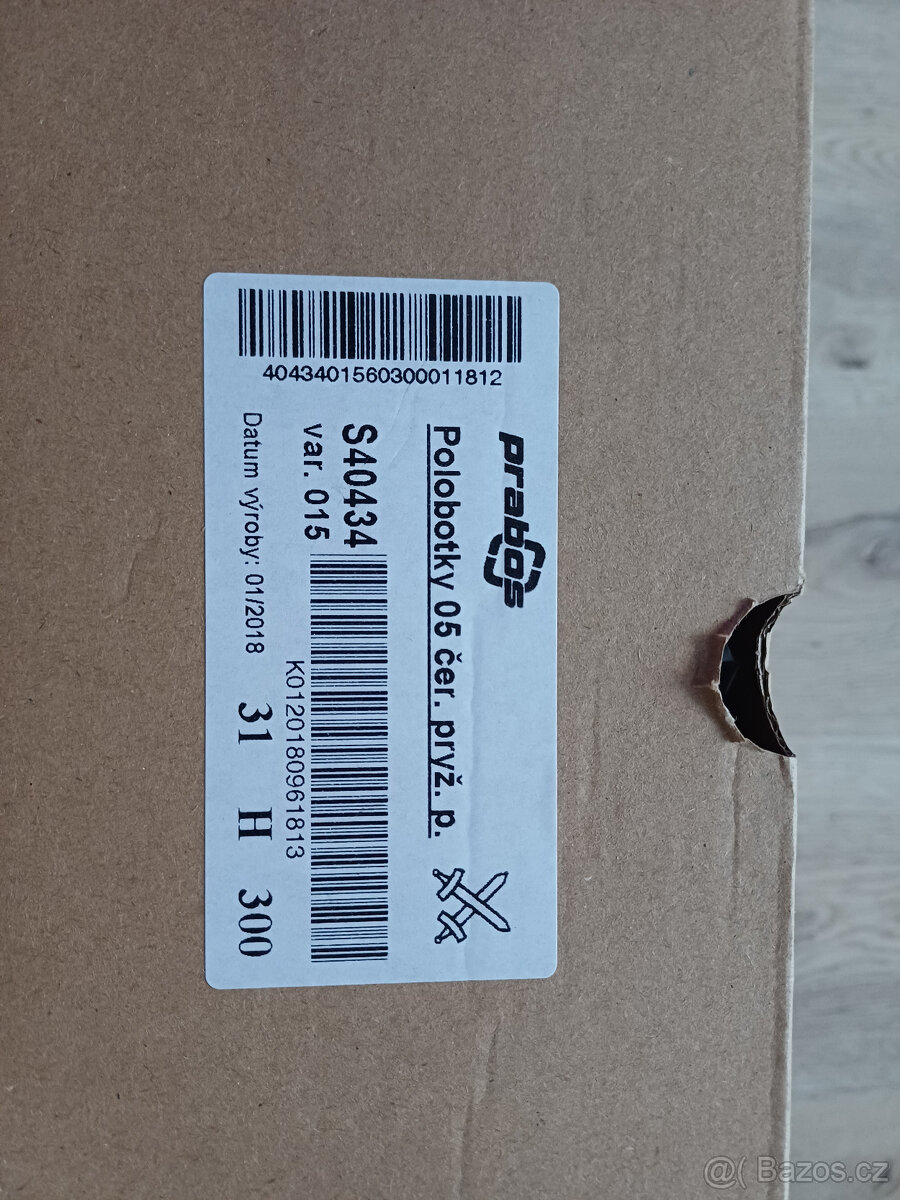 prabos
Polobotky 05 čer. pryž. p.
S40434
var. 015
K0120180961813
Datum výroby: 01/2018
31 H 300
4043401560300011812
@( Bazos.cz